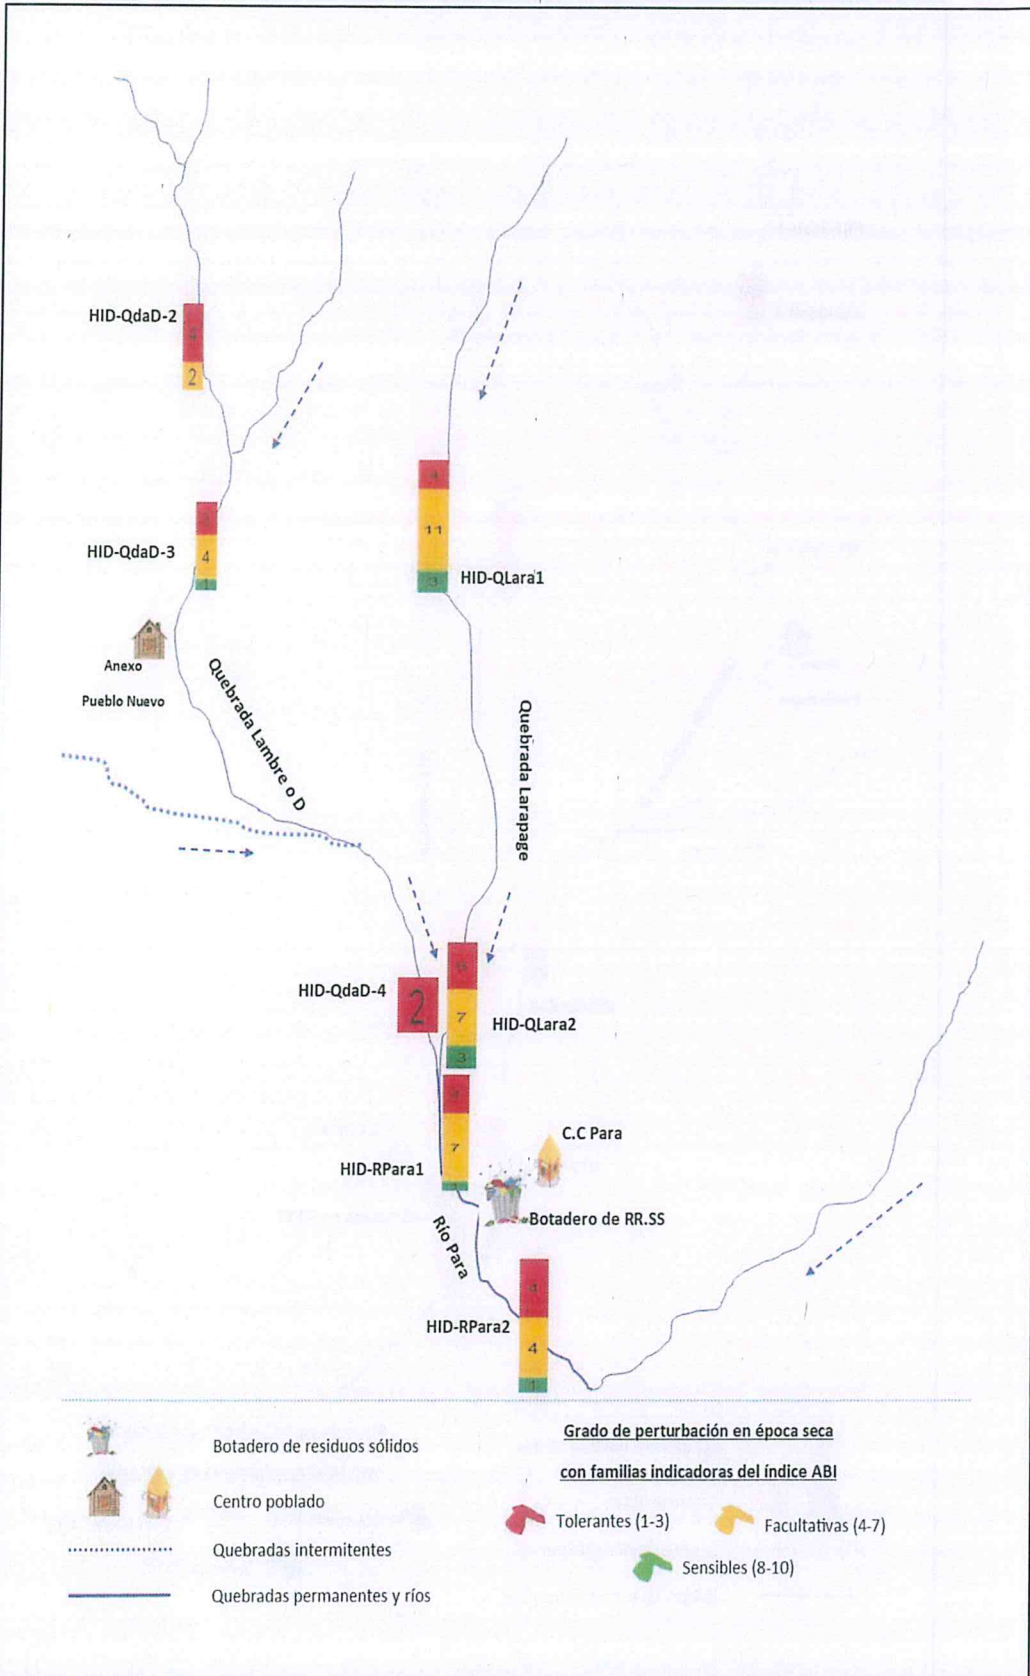 HID-QdaD-2
2
11
HID-QdaD-3
4
1
3
HID-QLara1
Anexo
Pueblo Nuevo
Quebrada Lambre o D
Quebrada Larapage
HID-QdaD-4
2
6
7
HID-QLara2
3
C.C Para
7
HID-RPara1
Botadero de RR.SS
Río Para
HID-RPara2
4
4
1
Botadero de residuos sólidos
Centro poblado
Quebradas intermitentes
Quebradas permanentes y ríos
Grado de perturbación en época seca
con familias indicadoras del índice ABI
Tolerantes (1-3)
Facultativas (4-7)
Sensibles (8-10)